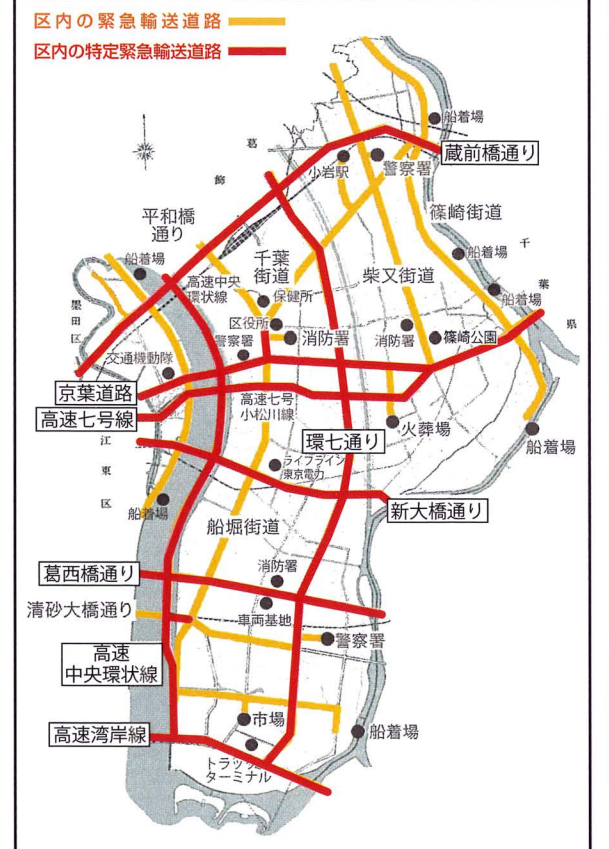 区内の緊急輸送道路
区内の特定緊急輸送道路
船着場
蔵前橋通り
葛
飾
小岩駅
警察署
篠崎街道
平和橋
通り
千葉
街道
柴又街道
船着場
千
葉
県
船着場
高速中央
環状線
保健所
船着場
墨
田
区
区役所
消防署
警察署
消防署
篠崎公園
交通機動隊
京葉道路
高速七号線
高速七号
小松川線
環七通り
火葬場
船着場
江
東
区
ライフライン
東京電力
船着場
新大橋通り
船堀街道
葛西橋通り
消防署
清砂大橋通り
車両基地
警察署
高速
中央環状線
市場
船着場
高速湾岸線
トラック
ターミナル